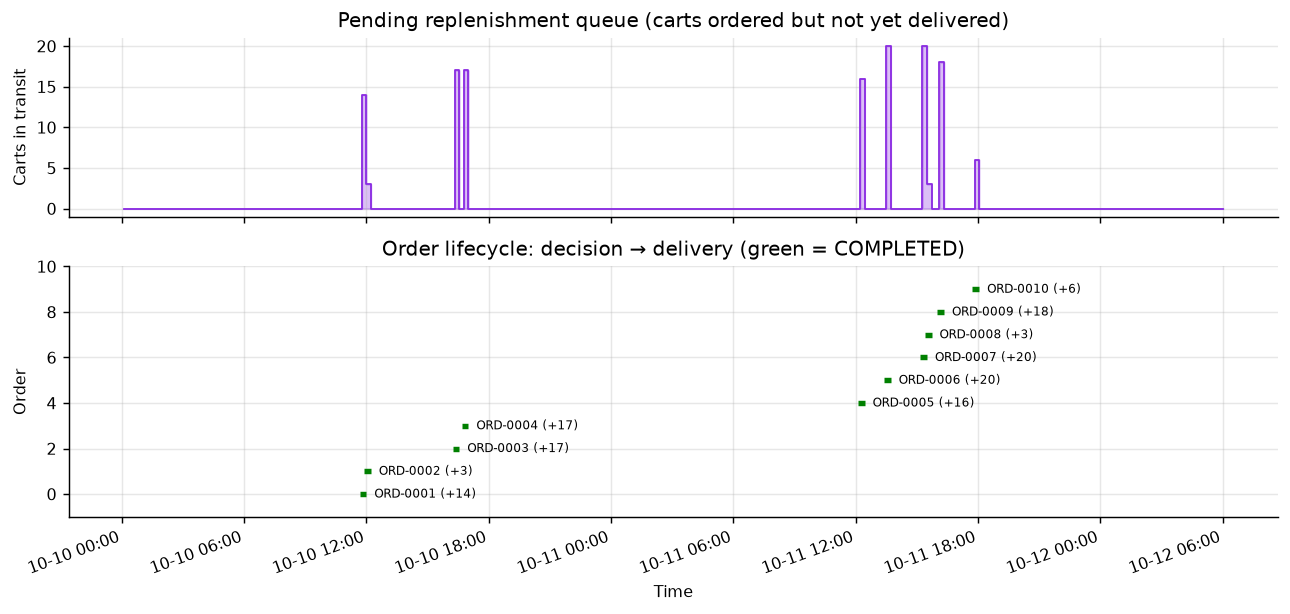 Pending replenishment queue (carts ordered but not yet delivered)
Carts in transit
20
15
10
5
0
Order lifecycle: decision → delivery (green = COMPLETED)
Order
10
8
6
4
2
0
ORD-0010 (+6)
ORD-0009 (+18)
ORD-0008 (+3)
ORD-0007 (+20)
ORD-0006 (+20)
ORD-0005 (+16)
ORD-0004 (+17)
ORD-0003 (+17)
ORD-0002 (+3)
ORD-0001 (+14)
10-10 00:00
10-10 06:00
10-10 12:00
10-10 18:00
10-11 00:00
10-11 06:00
10-11 12:00
10-11 18:00
10-12 00:00
10-12 06:00
Time